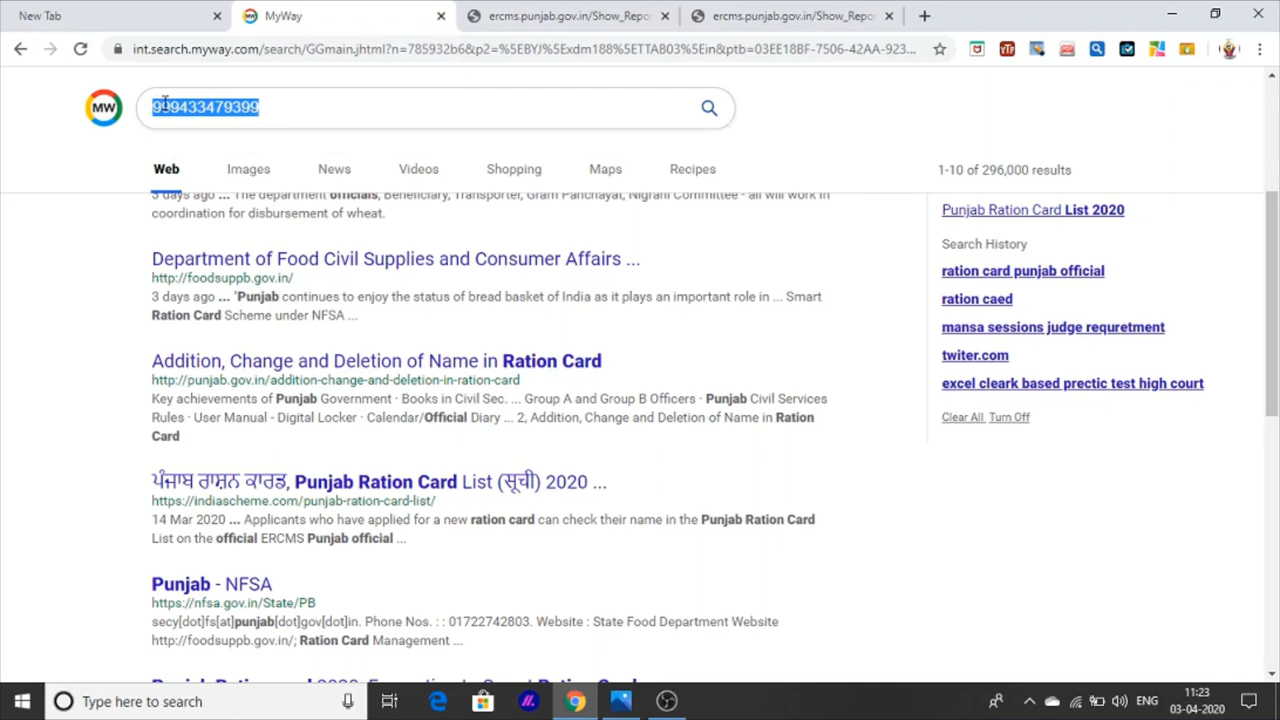 New Tab
MyWay
ercms.punjab.gov.in/Show_Repor
ercms.punjab.gov.in/Show_Repor
int.search.myway.com/search/GGmain.jhtml?n=785932b6&p2=%5EBYJ%5Exdm188%5ETTAB03%5Ein&ptb=03EE18BF-7506-42AA-923...
MW
999433479399
Web Images News Videos Shopping Maps Recipes
1-10 of 296,000 results
3 days ago ... The department officials, Beneficiary, Transporter, Gram Panchayat, Nigrani Committee - all will work in
coordination for disbursement of wheat.
Department of Food Civil Supplies and Consumer Affairs ...
http://foodsuppb.gov.in/
3 days ago ... 'Punjab continues to enjoy the status of bread basket of India as it plays an important role in ... Smart
Ration Card Scheme under NFSA ...
Addition, Change and Deletion of Name in Ration Card
http://punjab.gov.in/addition-change-and-deletion-in-ration-card
Key achievements of Punjab Government · Books in Civil Sec. ... Group A and Group B Officers · Punjab Civil Services
Rules · User Manual - Digital Locker · Calendar/Official Diary ... 2, Addition, Change and Deletion of Name in Ration
Card
ਪੰਜਾਬ ਰਾਸ਼ਨ ਕਾਰਡ, Punjab Ration Card List (सूची) 2020 ...
https://indiascheme.com/punjab-ration-card-list/
14 Mar 2020 ... Applicants who have applied for a new ration card can check their name in the Punjab Ration Card
List on the official ERCMS Punjab official ...
Punjab - NFSA
https://nfsa.gov.in/State/PB
secy[dot]fs[at]punjab[dot]gov[dot]in. Phone Nos. : : 01722742803. Website : State Food Department Website
http://foodsuppb.gov.in/; Ration Card Management ...
Punjab Ration Card List 2020
Search History
ration card punjab official
ration caed
mansa sessions judge requretment
twiter.com
excel cleark based prectic test high court
Clear All Turn Off
Type here to search
ENG
11:23
03-04-2020